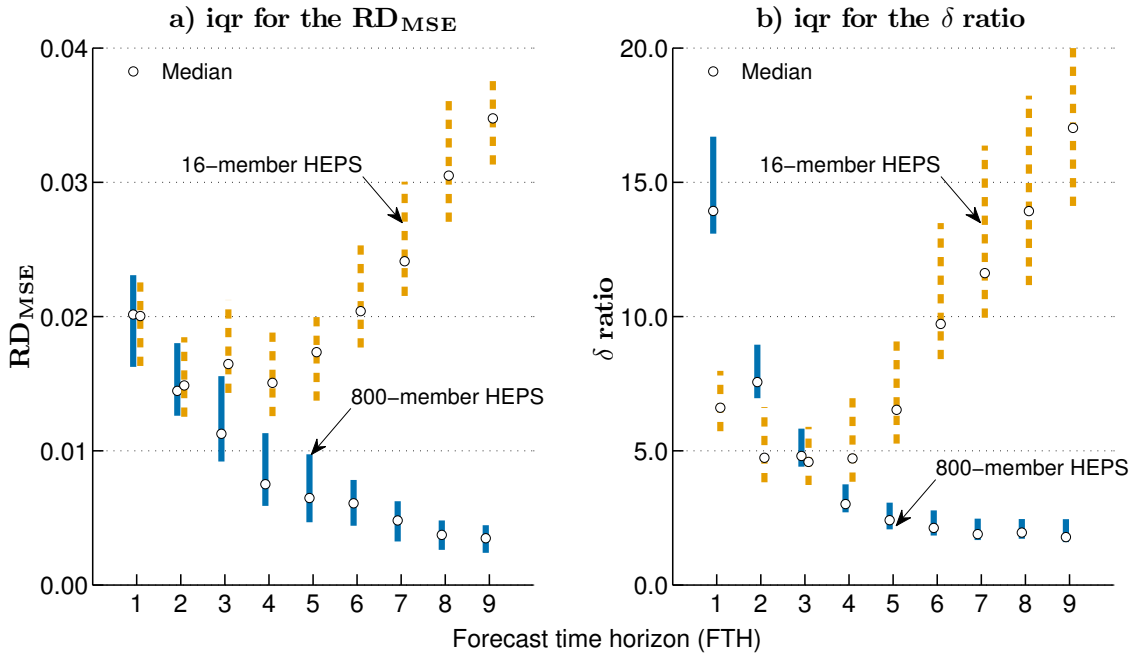 a) iqr for the RD_MSE
b) iqr for the δ ratio
0.04
0.03
0.02
0.01
0.00
RD_MSE
Median
16−member HEPS
800−member HEPS
1 2 3 4 5 6 7 8 9
20.0
15.0
10.0
5.0
0.0
δ ratio
Median
16−member HEPS
800−member HEPS
1 2 3 4 5 6 7 8 9
Forecast time horizon (FTH)